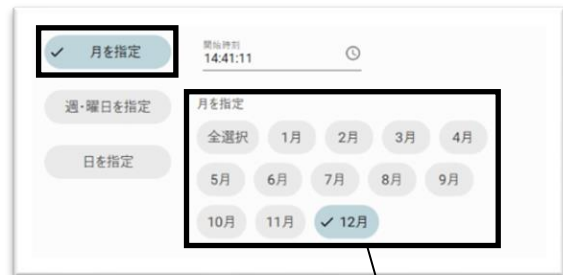 月を指定
開始時刻
14:41:11
週・曜日を指定
月を指定
日を指定
全選択 1月 2月 3月 4月
5月 6月 7月 8月 9月
10月 11月 12月